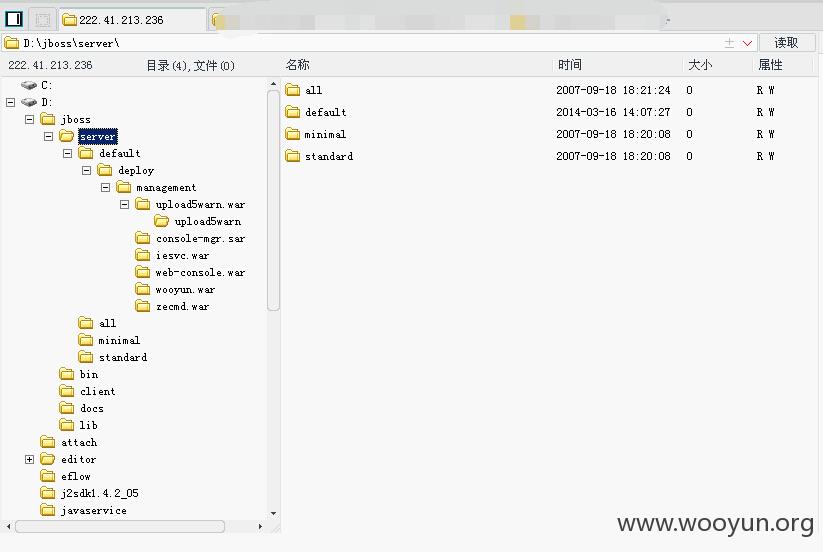 222.41.213.236
D:\jboss\server\ 读取
222.41.213.236 目录(4),文件(0) 名称 时间 大小 属性
C:
D:
jboss
server
default
deploy
management
upload5warn.war
upload5warn
console-mgr.sar
iesvc.war
web-console.war
wooyun.war
zecmd.war
all
minimal
standard
bin
client
docs
lib
attach
editor
eflow
j2sdk1.4.2_05
javaservice
all 2007-09-18 18:21:24 0 R W
default 2014-03-16 14:07:27 0 R W
minimal 2007-09-18 18:20:08 0 R W
standard 2007-09-18 18:20:08 0 R W
www.wooyun.org